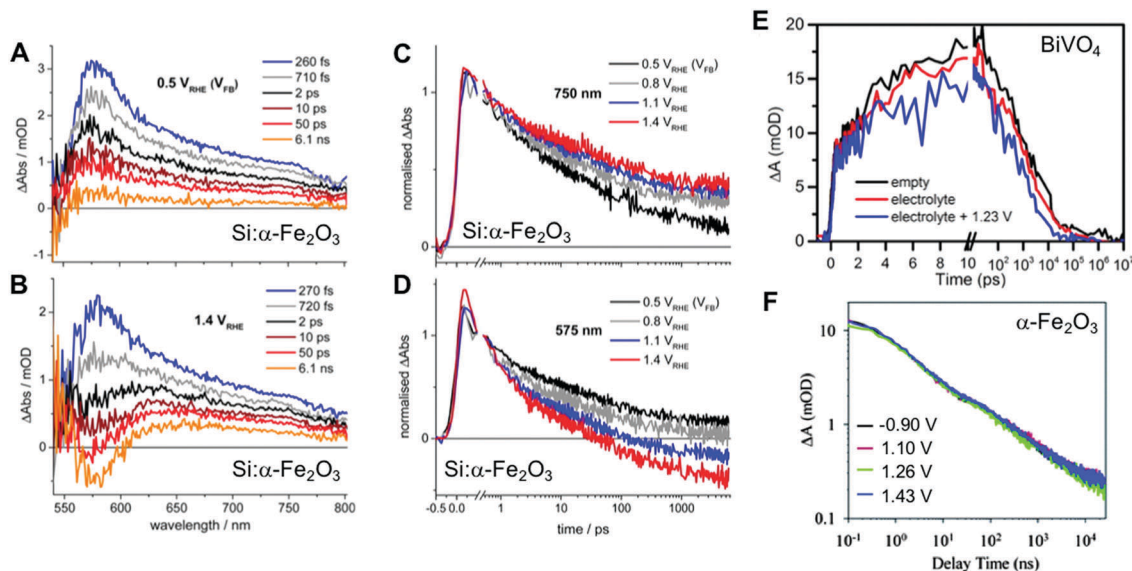 A
0.5 V_RHE (V_FB)
260 fs
710 fs
2 ps
10 ps
50 ps
6.1 ns
ΔAbs / mOD
3
2
1
0
-1
Si:α-Fe₂O₃
B
1.4 V_RHE
270 fs
720 fs
2 ps
10 ps
50 ps
6.1 ns
ΔAbs / mOD
2
1
0
Si:α-Fe₂O₃
550 600 650 700 750 800
wavelength / nm
C
750 nm
0.5 V_RHE (V_FB)
0.8 V_RHE
1.1 V_RHE
1.4 V_RHE
normalised ΔAbs
1
0
Si:α-Fe₂O₃
D
575 nm
0.5 V_RHE (V_FB)
0.8 V_RHE
1.1 V_RHE
1.4 V_RHE
normalised ΔAbs
1
0
Si:α-Fe₂O₃
-0.5 0.0 1 10 100 1000
time / ps
E
BiVO₄
ΔA (mOD)
20
15
10
5
0
empty
electrolyte
electrolyte + 1.23 V
0 2 4 6 8 10 10² 10³ 10⁴ 10⁵ 10⁶ 10⁷
Time (ps)
F
α-Fe₂O₃
ΔA (mOD)
10
1
0.1
-0.90 V
1.10 V
1.26 V
1.43 V
10⁻¹ 10⁰ 10¹ 10² 10³ 10⁴
Delay Time (ns)